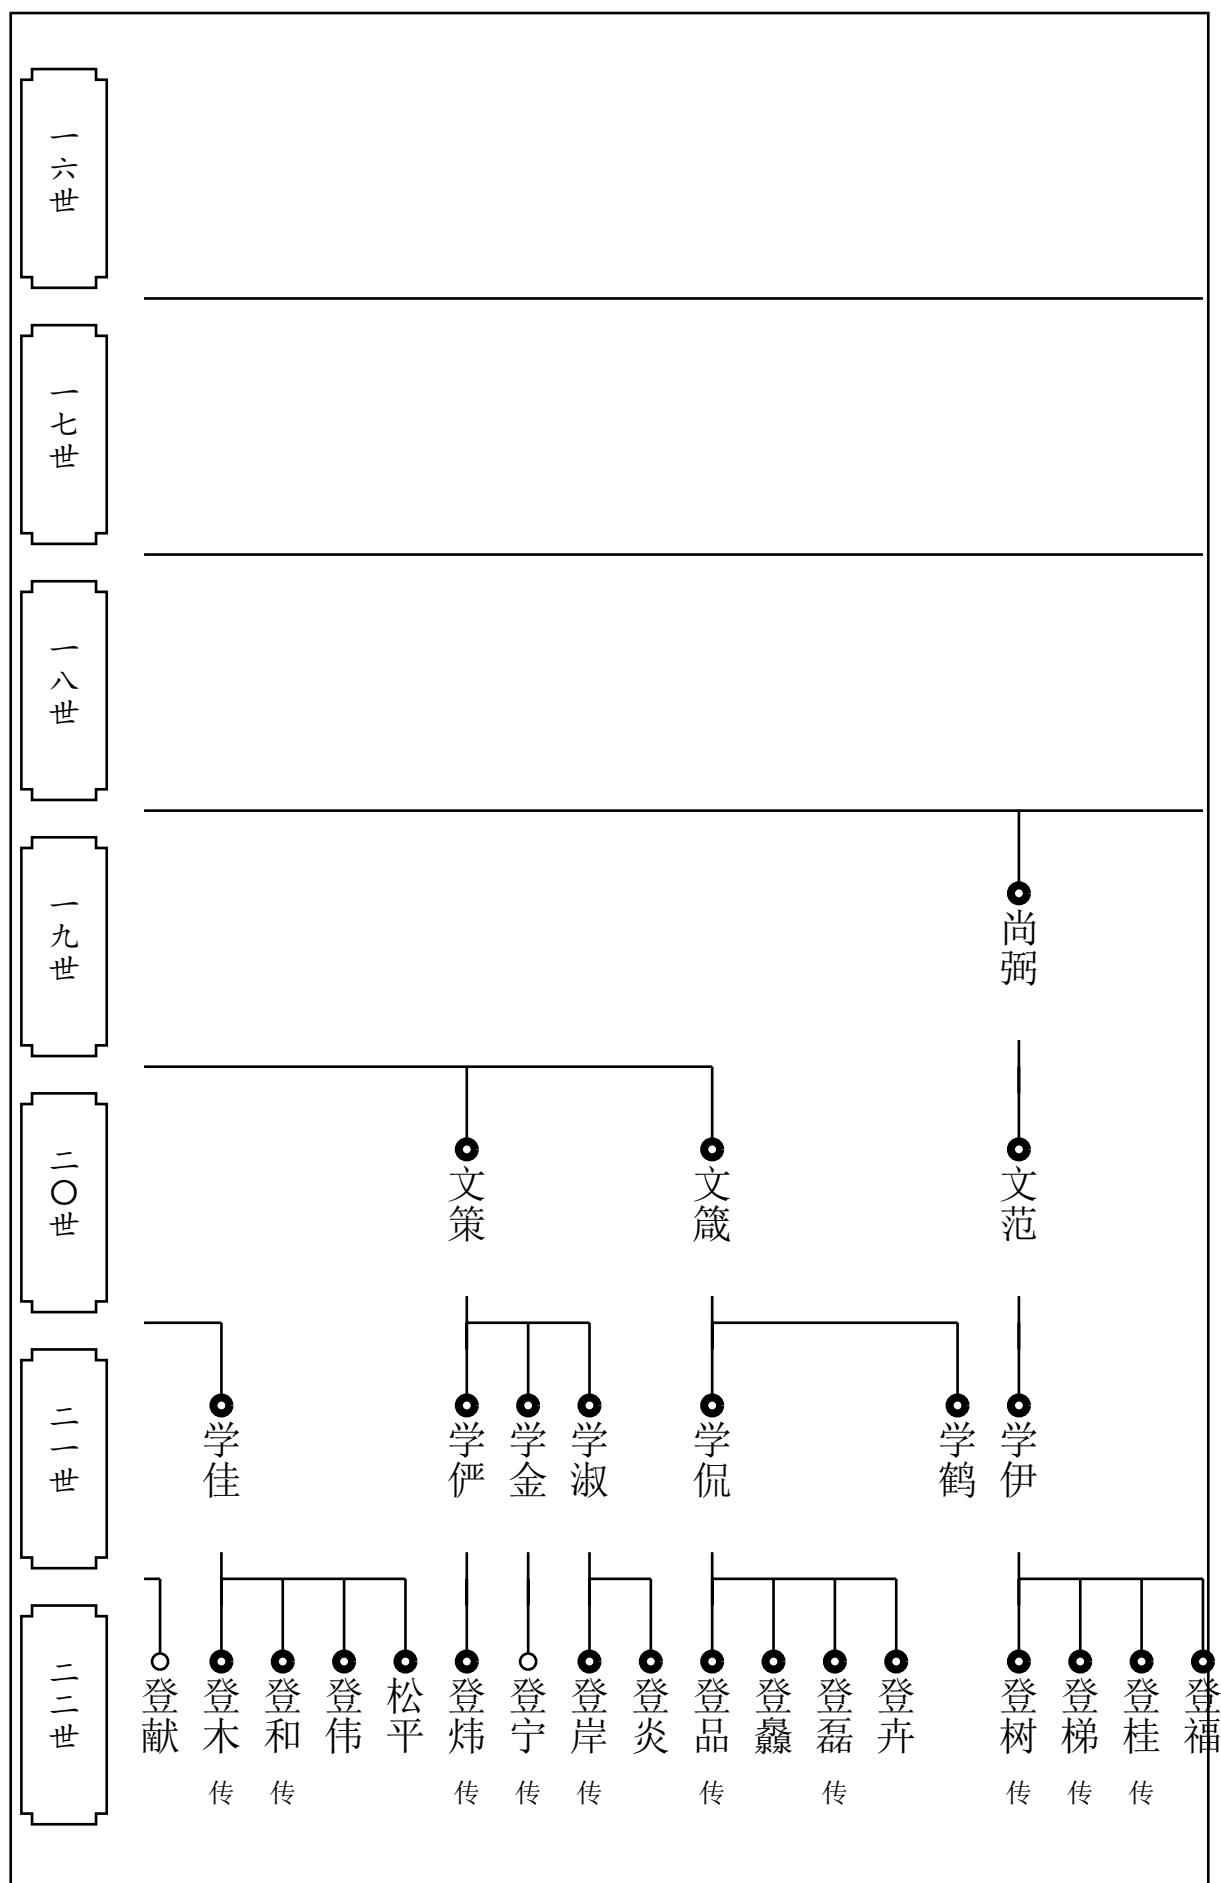 一六世
一七世
一八世
一九世
尚弼
二〇世
文策
文箴
文范
二一世
学佳
学俨
学金
学淑
学侃
学鹤
学伊
二二世
登献
登木
传
登和
传
登伟
松平
登炜
传
登宁
传
登岸
传
登炎
登品
传
登磊
传
登卉
登树
传
登梯
传
登桂
传
登福